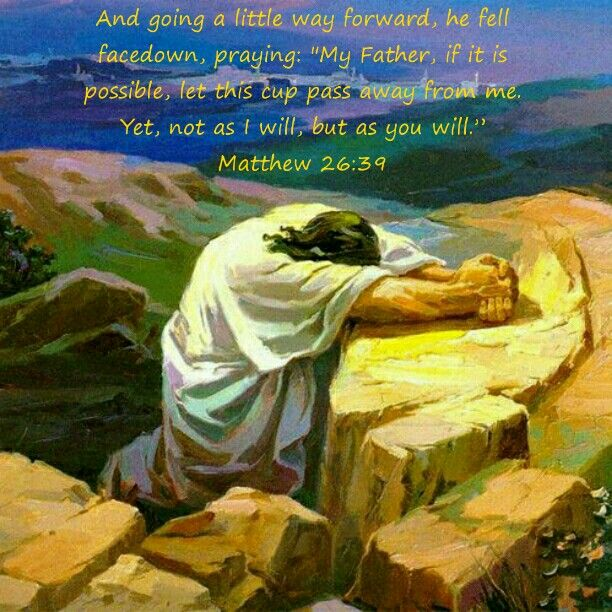 And going a little way forward, he fell
facedown, praying: "My Father, if it is
possible, let this cup pass away from me.
Yet, not as I will, but as you will.”
Matthew 26:39